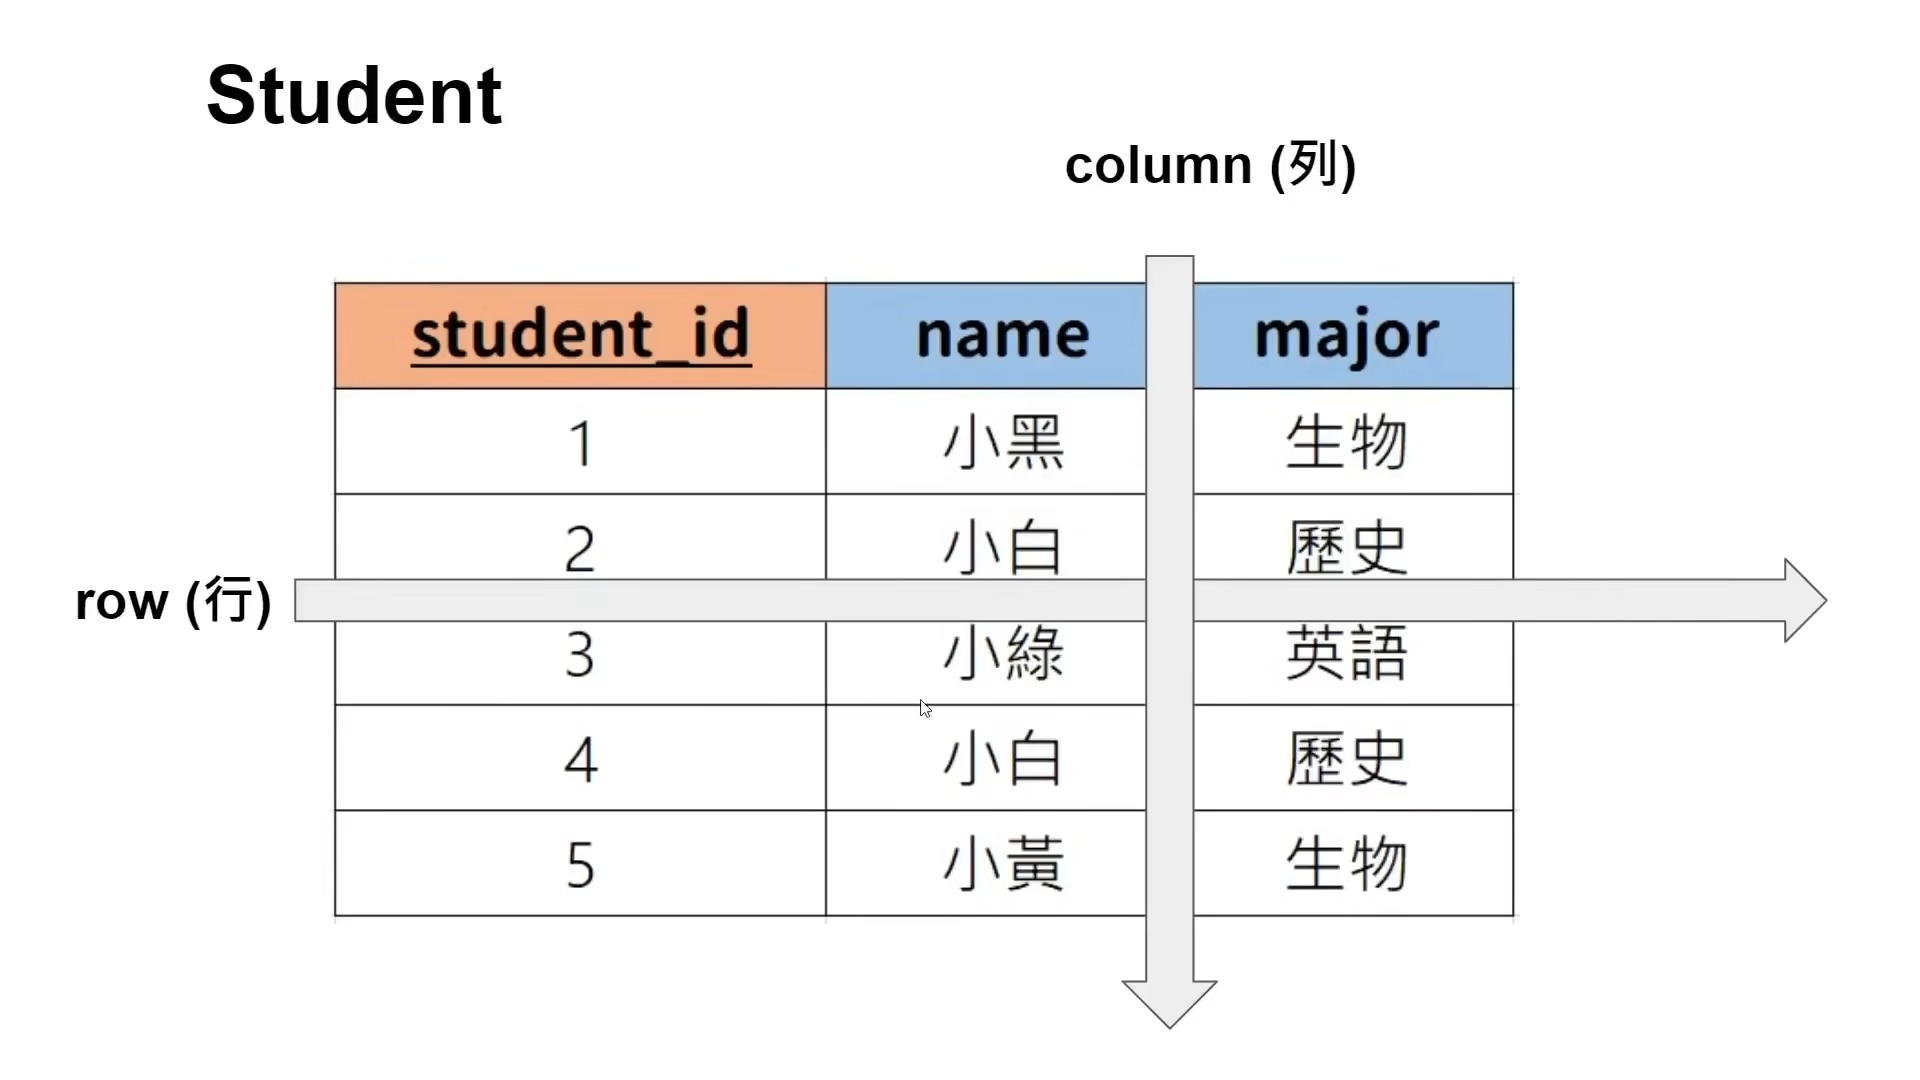 Student
column (列)
student_id name major
1 小黑 生物
2 小白 歷史
row (行)
3 小綠 英語
4 小白 歷史
5 小黃 生物